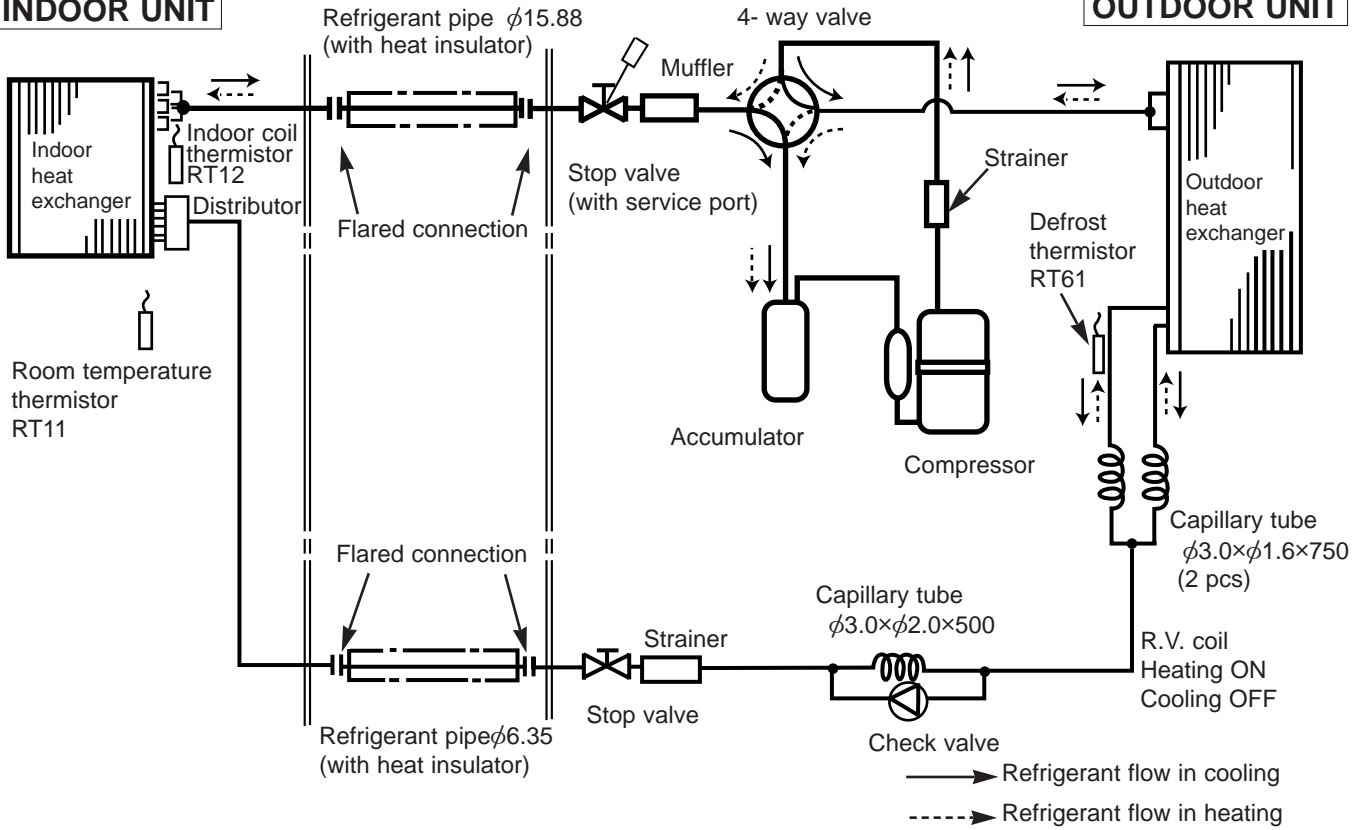 INDOOR UNIT
OUTDOOR UNIT
Refrigerant pipe ϕ15.88
(with heat insulator)
4- way valve
Muffler
Indoor
heat
exchanger
Indoor coil
thermistor
RT12
Distributor
Flared connection
Stop valve
(with service port)
Strainer
Outdoor
heat
exchanger
Defrost
thermistor
RT61
Room temperature
thermistor
RT11
Accumulator
Compressor
Capillary tube
ϕ3.0×ϕ1.6×750
(2 pcs)
Flared connection
Capillary tube
ϕ3.0×ϕ2.0×500
Strainer
R.V. coil
Heating ON
Cooling OFF
Stop valve
Refrigerant pipeϕ6.35
(with heat insulator)
Check valve
Refrigerant flow in cooling
Refrigerant flow in heating